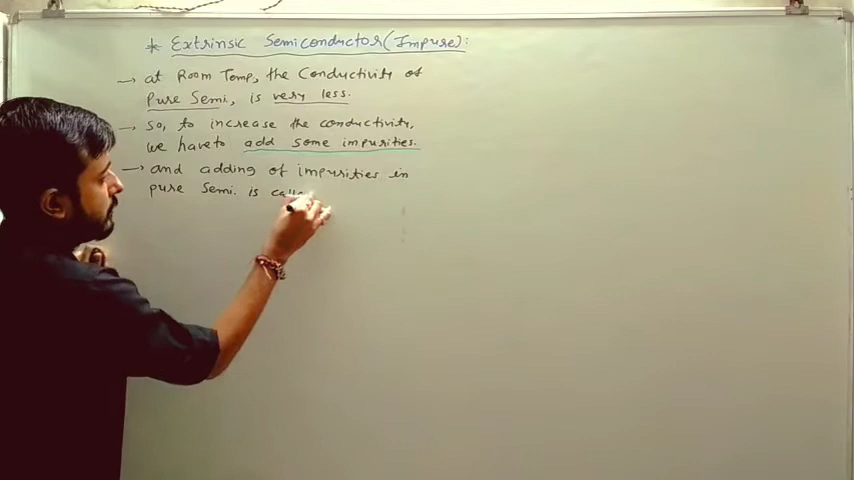 * Extrinsic Semiconductor (Impure):
→ at Room Temp, the Conductivity of
Pure Semi, is very less.
→ so, to increase the conductivity,
we have to add some impurities.
→ and adding of impurities in
pure Semi. is calle